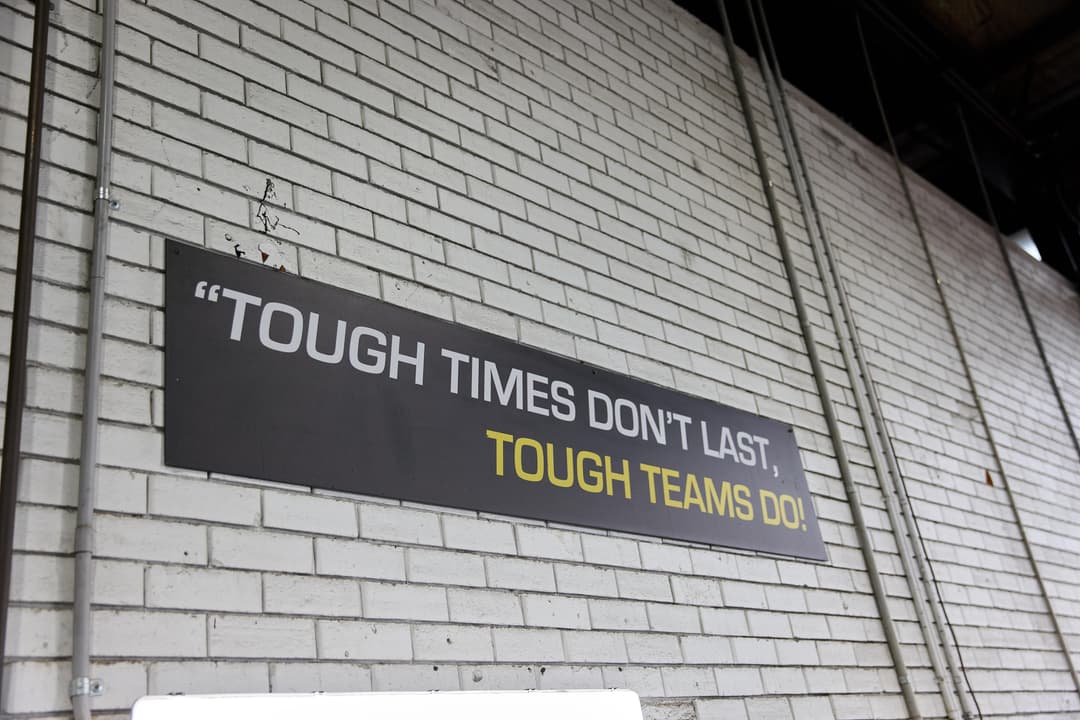 “TOUGH TIMES DON’T LAST,
TOUGH TEAMS DO!